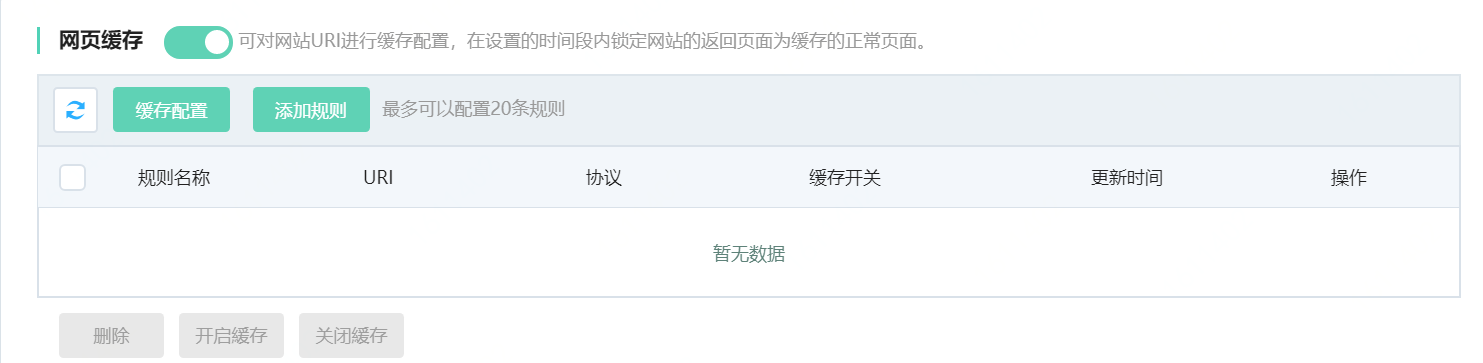 网页缓存 可对网站URI进行缓存配置，在设置的时间段内锁定网站的返回页面为缓存的正常页面。
缓存配置 添加规则 最多可以配置20条规则
规则名称 URI 协议 缓存开关 更新时间 操作
暂无数据
删除 开启緩存 关闭緩存